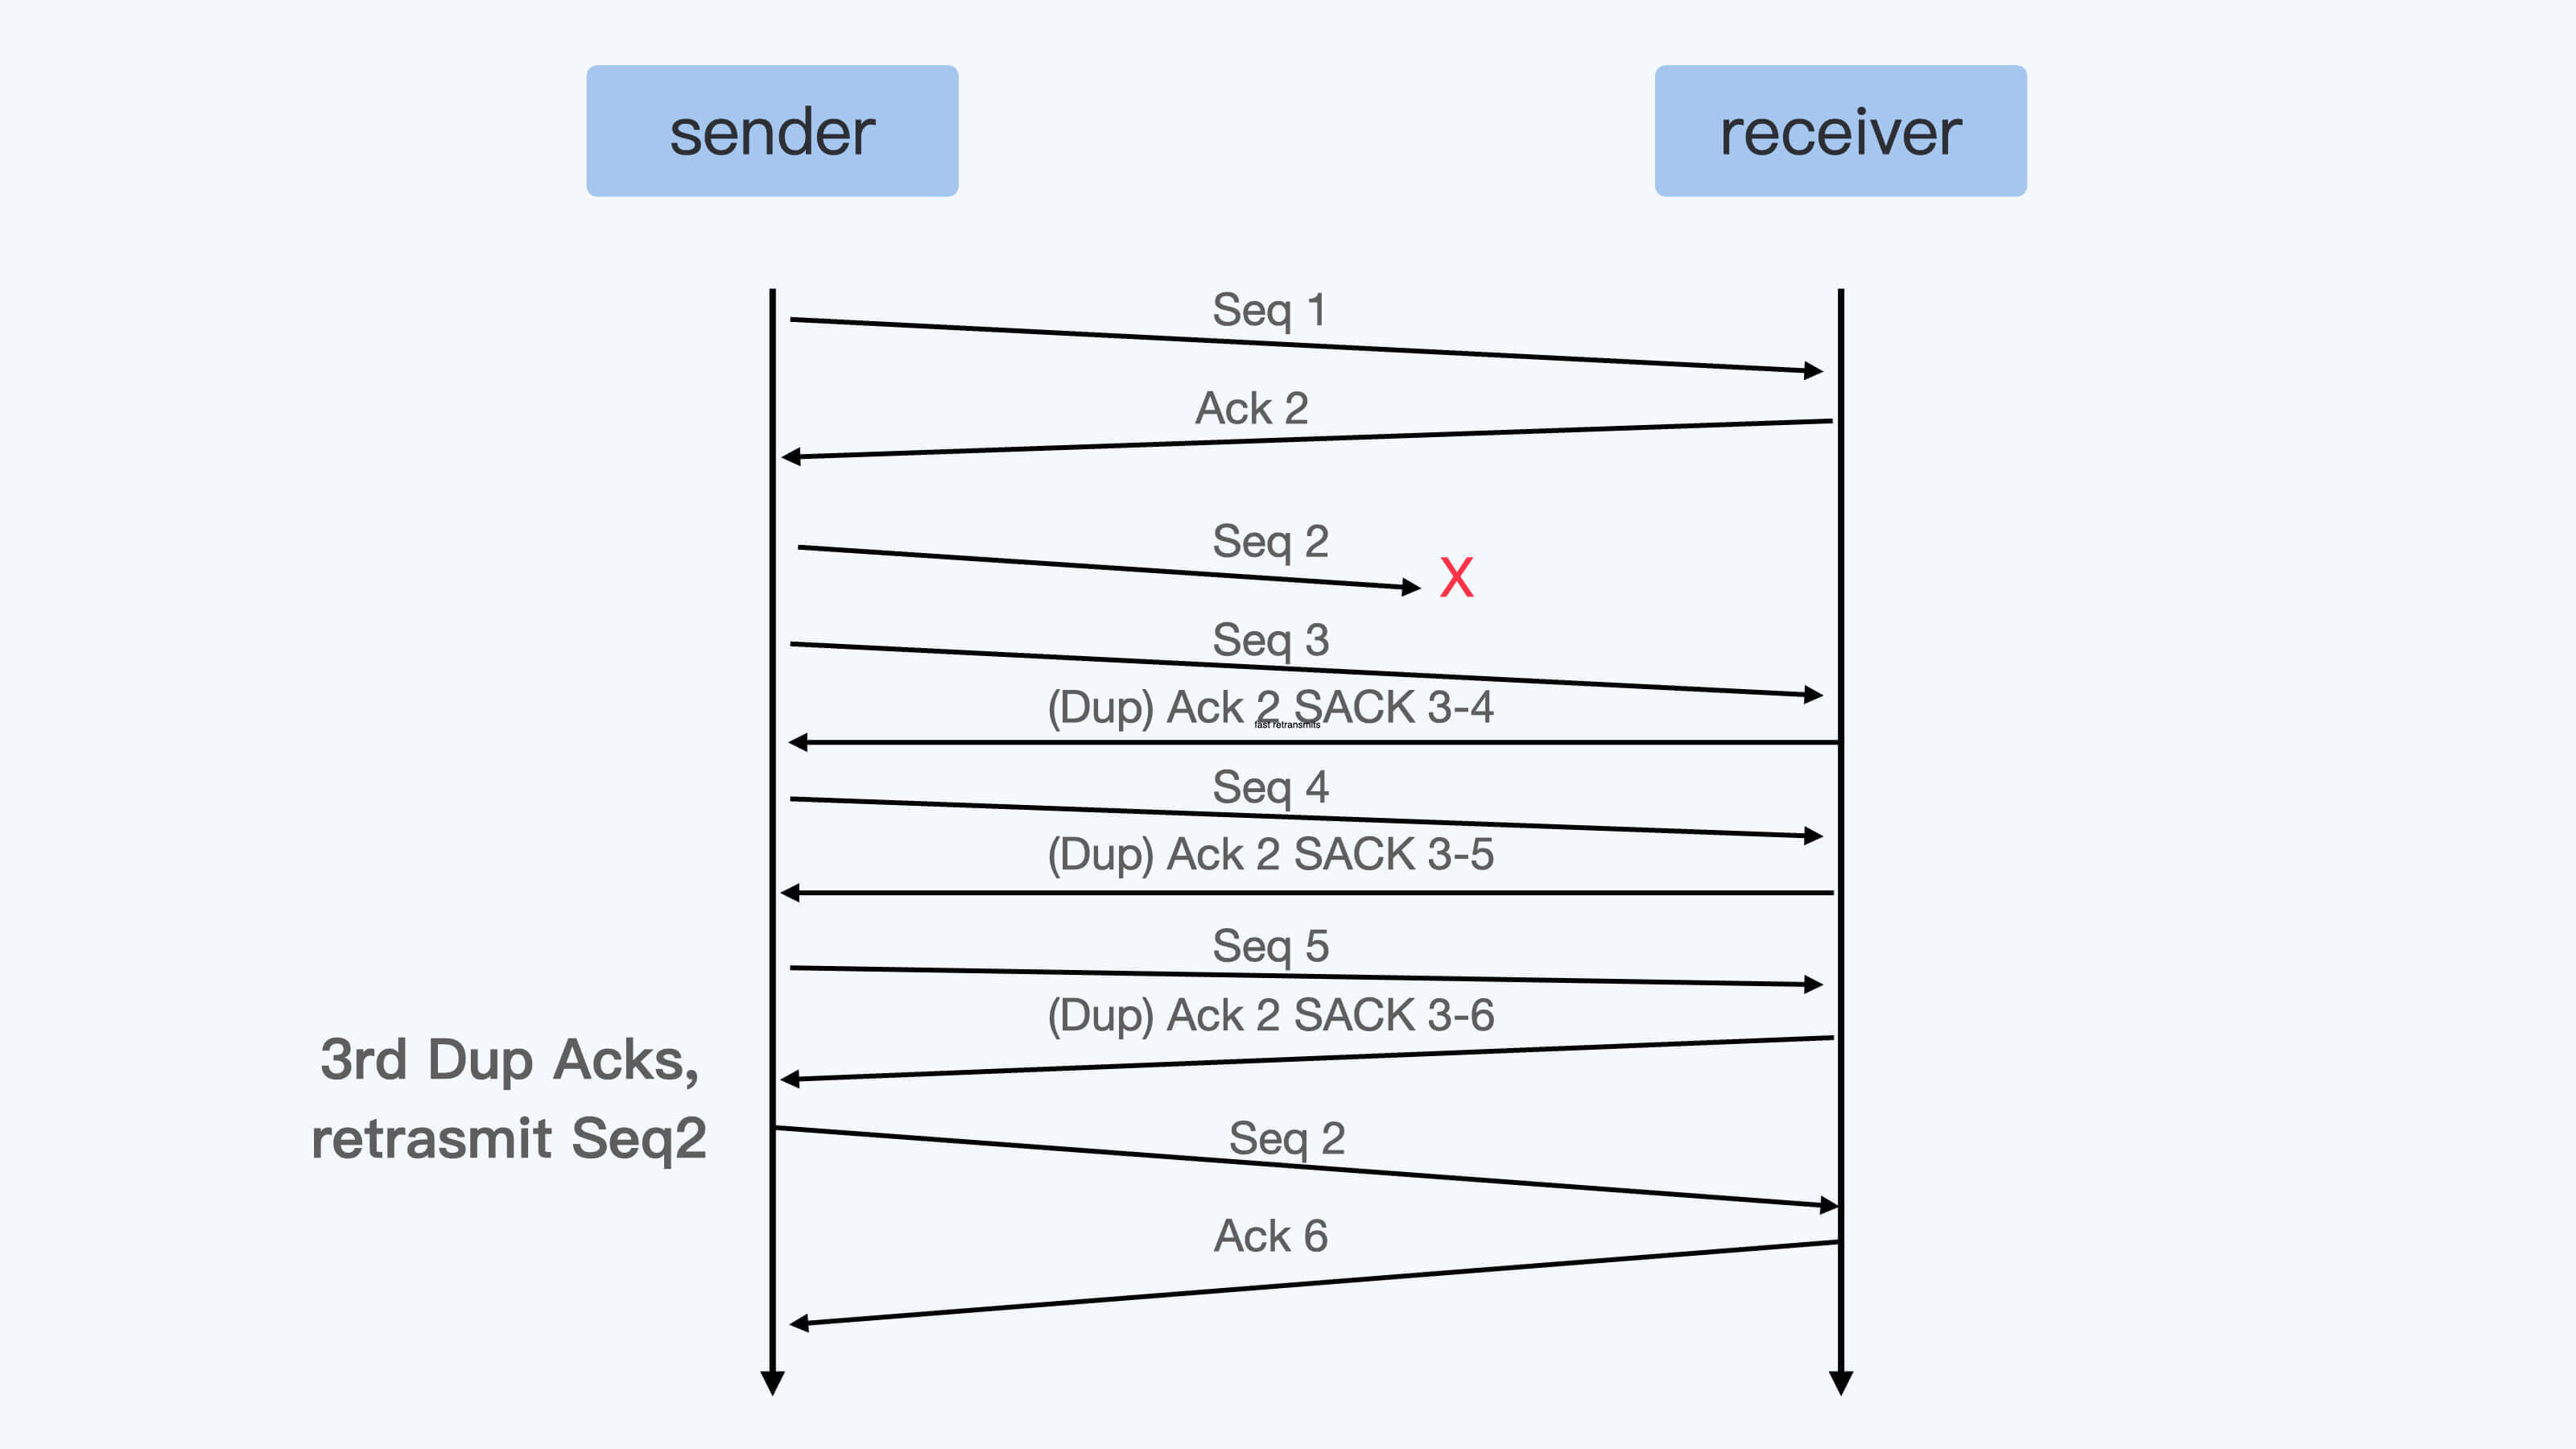 sender
receiver
Seq 1
Ack 2
Seq 2
X
Seq 3
(Dup) Ack 2 SACK 3-4
fast retransmits
Seq 4
(Dup) Ack 2 SACK 3-5
Seq 5
(Dup) Ack 2 SACK 3-6
3rd Dup Acks,
retrasmit Seq2
Seq 2
Ack 6